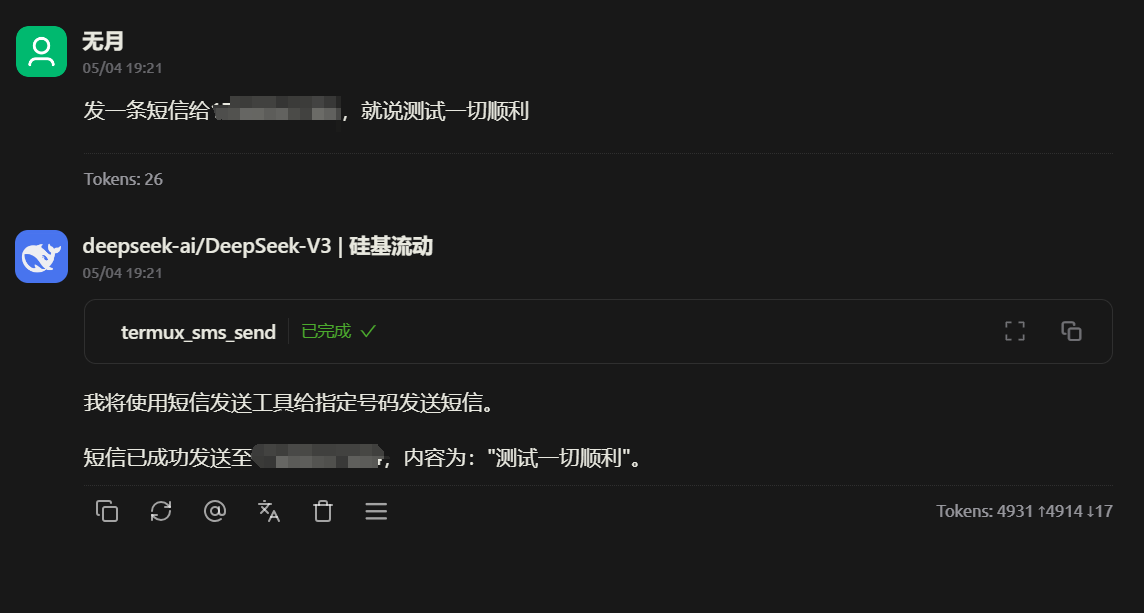 无月
05/04 19:21
发一条短信给，就说测试一切顺利
Tokens: 26
deepseek-ai/DeepSeek-V3 | 硅基流动
05/04 19:21
termux_sms_send 已完成
我将使用短信发送工具给指定号码发送短信。
短信已成功发送至，内容为："测试一切顺利"。
Tokens: 4931 ↑4914 ↓17